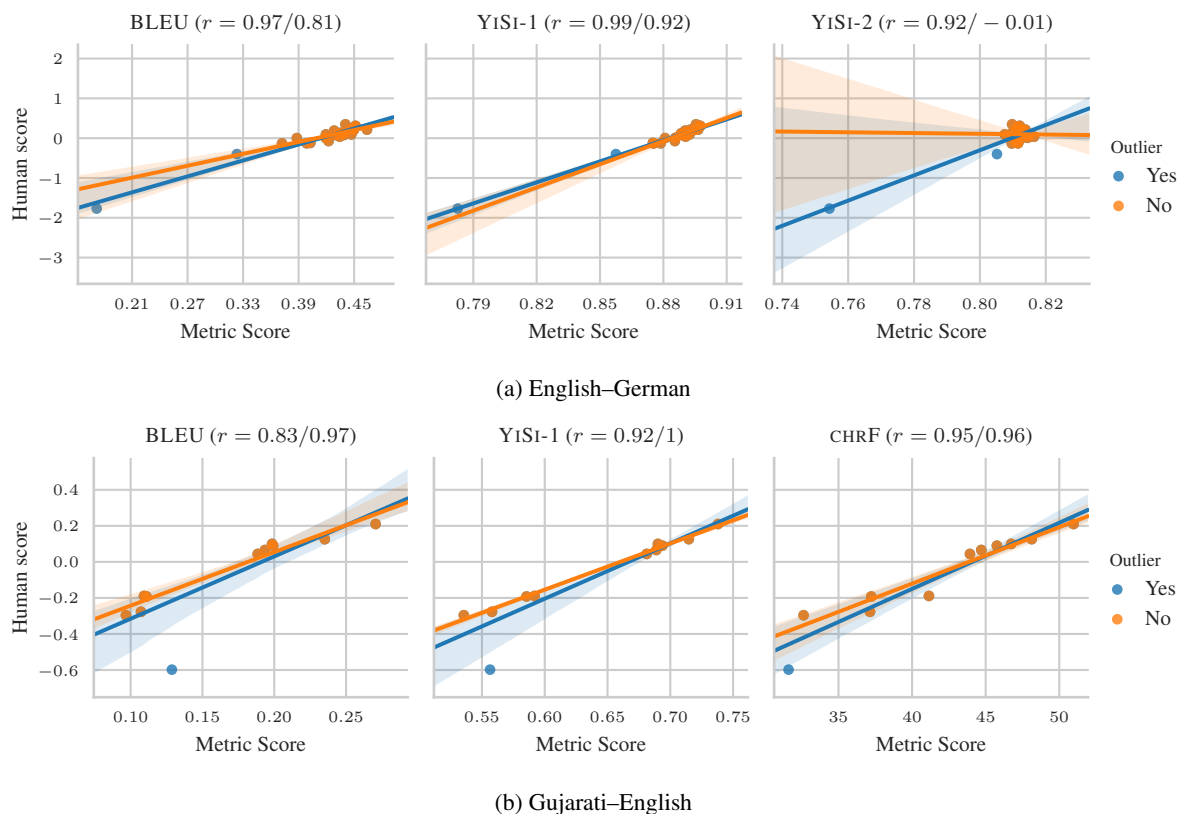 BLEU (r = 0.97/0.81) YISI-1 (r = 0.99/0.92) YISI-2 (r = 0.92/ − 0.01)
Human score
2
1
0
−1
−2
−3
0.21 0.27 0.33 0.39 0.45 0.79 0.82 0.85 0.88 0.91 0.74 0.76 0.78 0.80 0.82
Metric Score Metric Score Metric Score
Outlier
Yes
No
(a) English–German
BLEU (r = 0.83/0.97) YISI-1 (r = 0.92/1) CHRF (r = 0.95/0.96)
Human score
0.4
0.2
0.0
−0.2
−0.4
−0.6
0.10 0.15 0.20 0.25 0.55 0.60 0.65 0.70 0.75 35 40 45 50
Metric Score Metric Score Metric Score
Outlier
Yes
No
(b) Gujarati–English